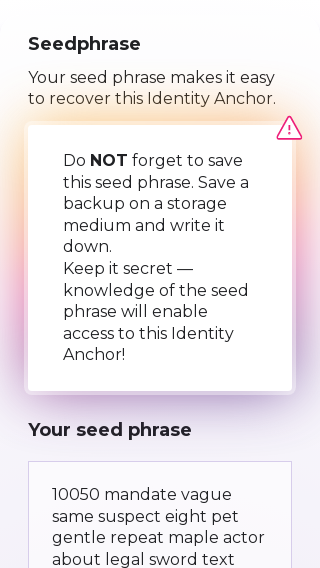 Seedphrase
Your seed phrase makes it easy
to recover this Identity Anchor.
Do NOT forget to save
this seed phrase. Save a
backup on a storage
medium and write it
down.
Keep it secret —
knowledge of the seed
phrase will enable
access to this Identity
Anchor!
Your seed phrase
10050 mandate vague
same suspect eight pet
gentle repeat maple actor
about legal sword text